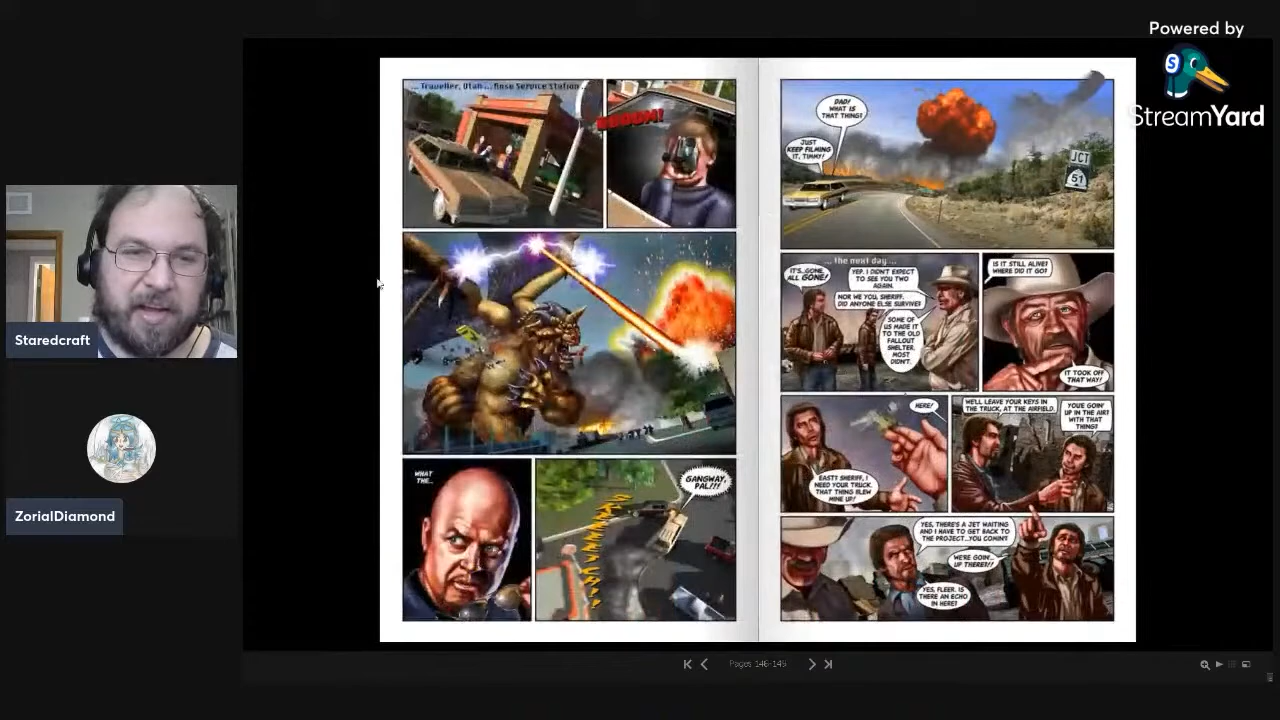 Powered by
S
StreamYard
Staredcraft
ZorialDiamond
... Traveller, Utah ... Rose Service Station ...
BOOOM!
WHAT
THE...
GANGWAY,
PAL!!!
DAD!
WHAT IS
THAT THING?
JUST
KEEP FILMING
IT, TIMMY!
JCT
51
... the next day ...
IT'S...GONE,
ALL GONE!
YEP. I DIDN'T EXPECT
TO SEE YOU TWO
AGAIN.
NOR WE YOU, SHERIFF.
DID ANYONE ELSE SURVIVE?
SOME OF
US MADE IT
TO THE OLD
FALLOUT
SHELTER.
MOST
DIDN'T.
IS IT STILL ALIVE?
WHERE DID IT GO?
IT TOOK OFF
THAT WAY!
HERE!
EAST? SHERIFF, I
NEED YOUR TRUCK.
THAT THING BLEW
MINE UP!
WE'LL LEAVE YOUR KEYS IN
THE TRUCK, AT THE AIRFIELD.
YOU'E GOIN'
UP IN THE AIR?
WITH THAT
THING?
YES, THERE'S A JET WAITING
AND I HAVE TO GET BACK TO
THE PROJECT...YOU COMIN'?
WE'RE GOIN'...
UP THERE?!?
YES, FLEER. IS
THERE AN ECHO
IN HERE?